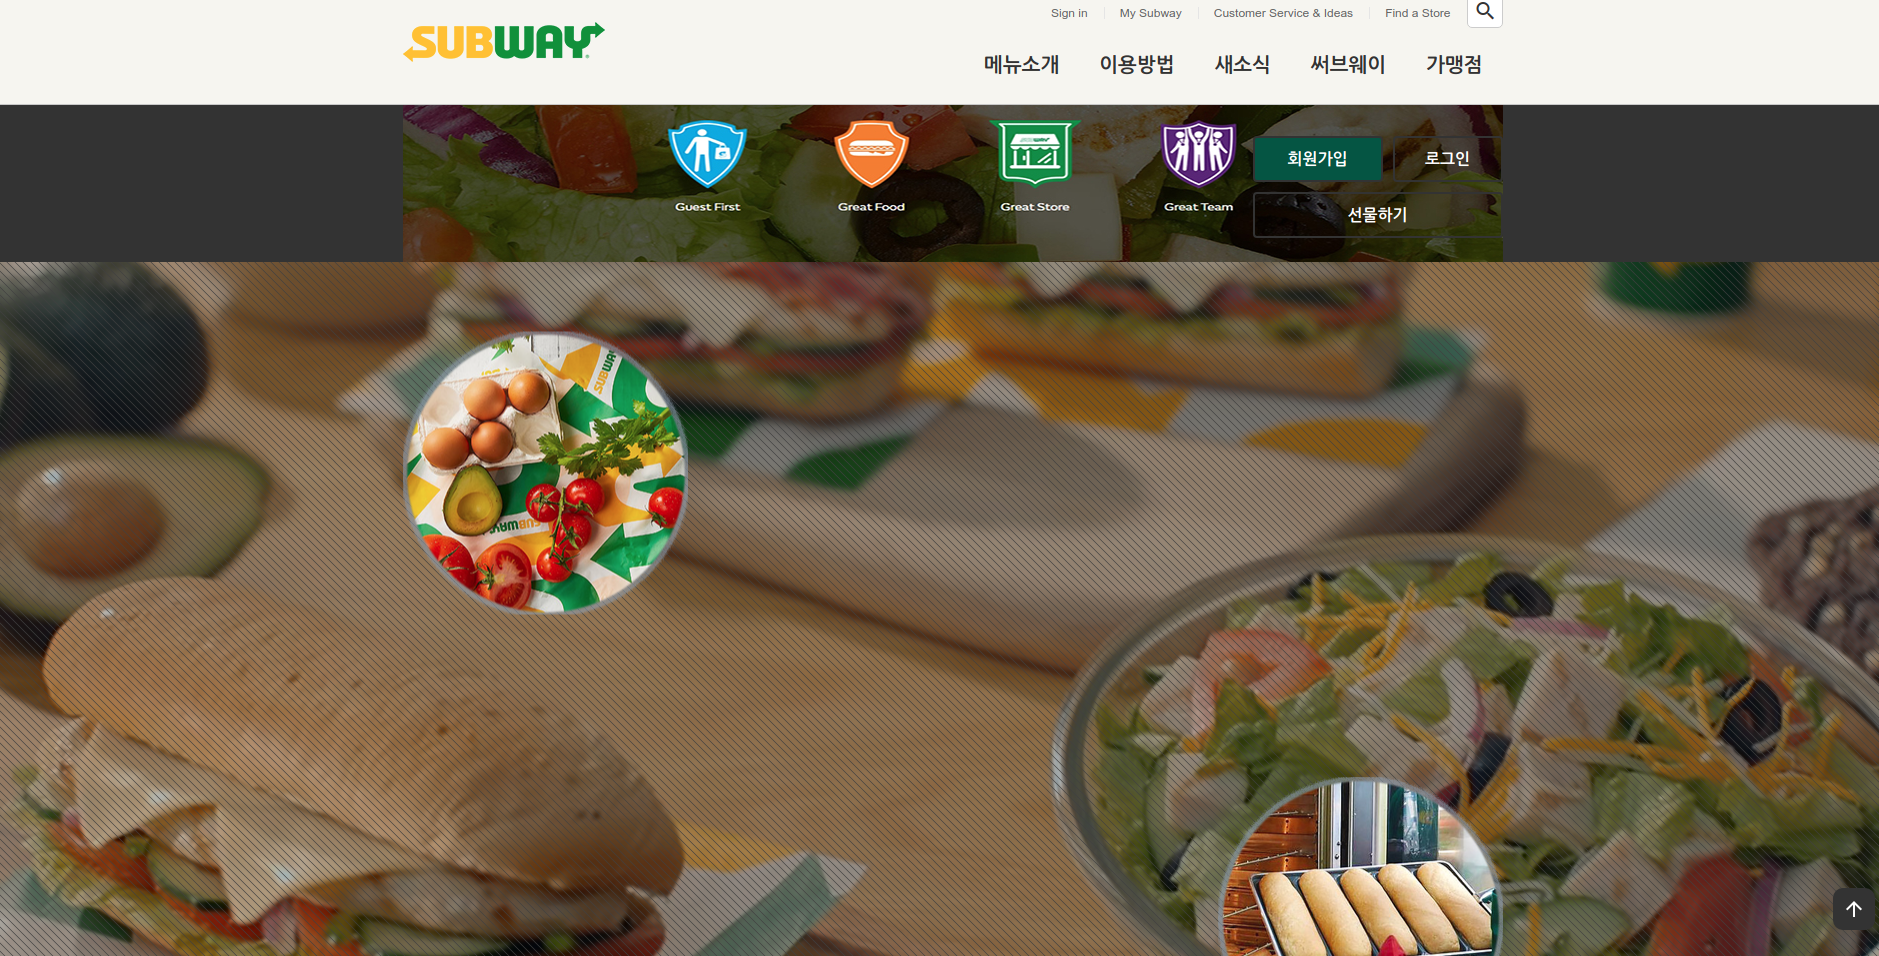 Sign in
My Subway
Customer Service & Ideas
Find a Store
SUBWAY
메뉴소개
이용방법
새소식
써브웨이
가맹점
Guest First
Great Food
Great Store
Great Team
회원가입
로그인
선물하기
SUBWAY
SUBWAY